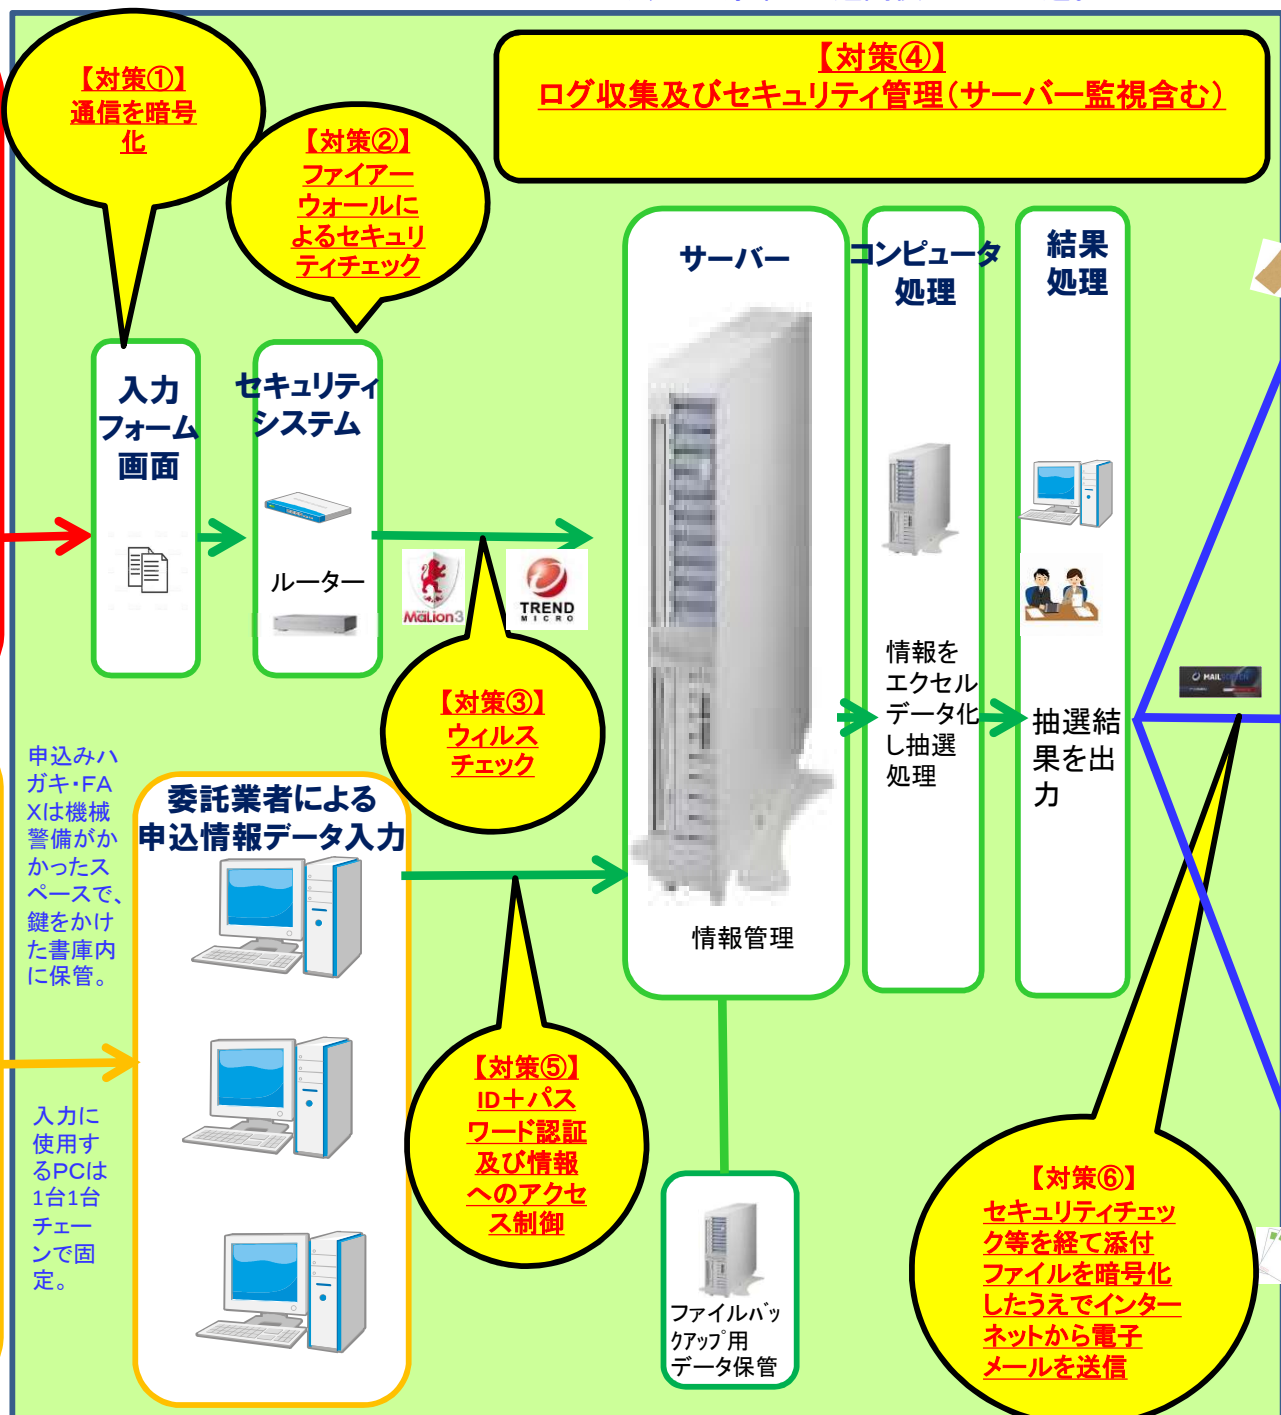 【対策①】
通信を暗号
化
【対策②】
ファイアー
ウォールに
よるセキュリ
ティチェック
【対策④】
ログ収集及びセキュリティ管理(サーバー監視含む)
入力
フォーム
画面
セキュリティ
システム
ルーター
MaLion3
TREND
MICRO
【対策③】
ウィルス
チェック
サーバー
情報管理
コンピュータ
処理
情報を
エクセル
データ化
し抽選
処理
結果
処理
抽選結
果を出
力
申込みハ
ガキ・FA
Xは機械
警備がか
かったス
ペースで、
鍵をかけ
た書庫内
に保管。
委託業者による
申込情報データ入力
入力に
使用す
るPCは
1台1台
チェー
ンで固
定。
【対策⑤】
ID+パス
ワード認証
及び情報
へのアクセ
ス制御
ファイルバッ
クアップ用
データ保管
【対策⑥】
セキュリティチェッ
ク等を経て添付
ファイルを暗号化
したうえでインター
ネットから電子
メールを送信